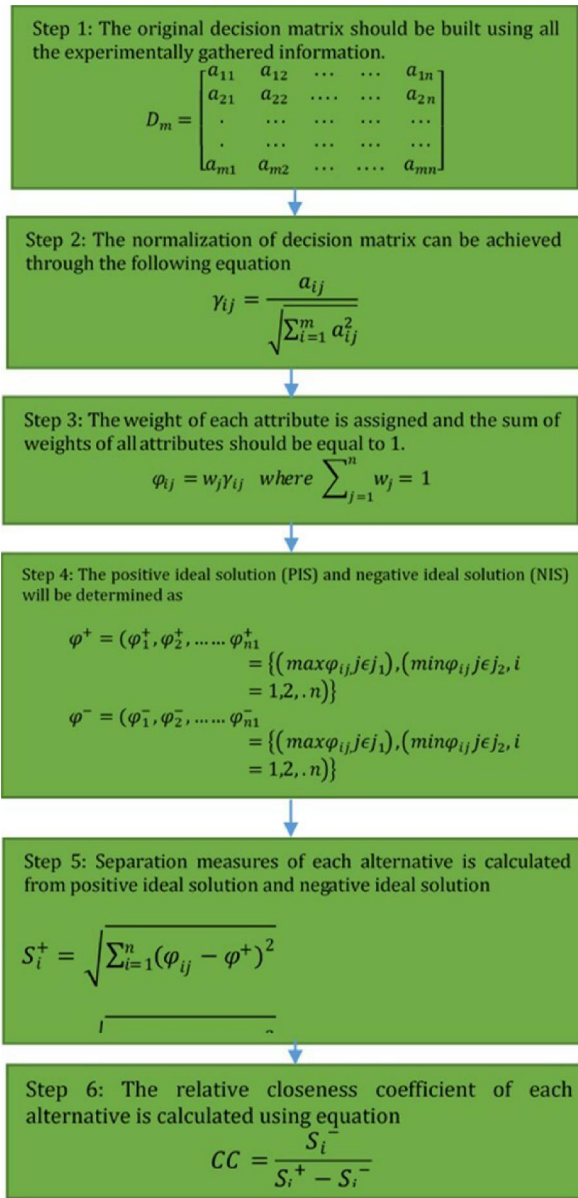 Step 1: The original decision matrix should be built using all
the experimentally gathered information.
D_m = [a_11 a_12 ... ... a_1n
a_21 a_22 .... ... a_2n
. ... ... ... ...
. ... ... ... ...
a_m1 a_m2 ... .... a_mn]
Step 2: The normalization of decision matrix can be achieved
through the following equation
γ_ij = a_ij / √(∑_{i=1}^{m} a_ij^2)
Step 3: The weight of each attribute is assigned and the sum of
weights of all attributes should be equal to 1.
φ_ij = w_jγ_ij where ∑_{j=1}^{n} w_j = 1
Step 4: The positive ideal solution (PIS) and negative ideal solution (NIS)
will be determined as
φ^+ = (φ_1^+, φ_2^+, ...... φ_n1^+
= {(maxφ_ij, jϵj_1), (minφ_ij jϵj_2, i
= 1,2, . n)}
φ^- = (φ_1^-, φ_2^-, ...... φ_n1^-
= {(maxφ_ij, jϵj_1), (minφ_ij jϵj_2, i
= 1,2, . n)}
Step 5: Separation measures of each alternative is calculated
from positive ideal solution and negative ideal solution
S_i^+ = √(∑_{i=1}^{n} (φ_ij − φ^+)^2)
Step 6: The relative closeness coefficient of each
alternative is calculated using equation
CC = S_i^- / (S_i^+ − S_i^-)